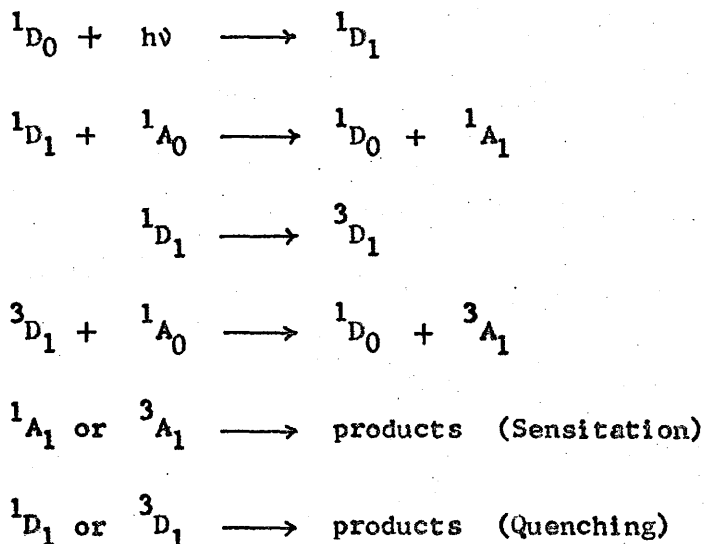 ¹D₀ + hν ⟶ ¹D₁
¹D₁ + ¹A₀ ⟶ ¹D₀ + ¹A₁
¹D₁ ⟶ ³D₁
³D₁ + ¹A₀ ⟶ ¹D₀ + ³A₁
¹A₁ or ³A₁ ⟶ products (Sensitation)
¹D₁ or ³D₁ ⟶ products (Quenching)